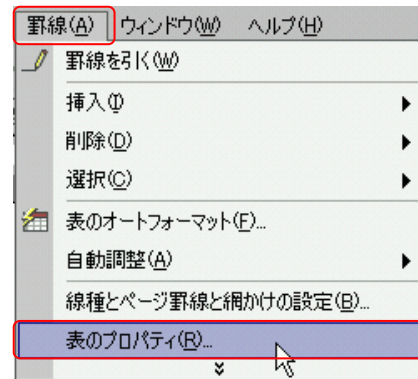 罫線(A) ウィンドウ(W) ヘルプ(H)
罫線を引く(W)
挿入(I)
削除(D)
選択(C)
表のオートフォーマット(F)...
自動調整(A)
線種とページ罫線と網かけの設定(B)...
表のプロパティ(R)...